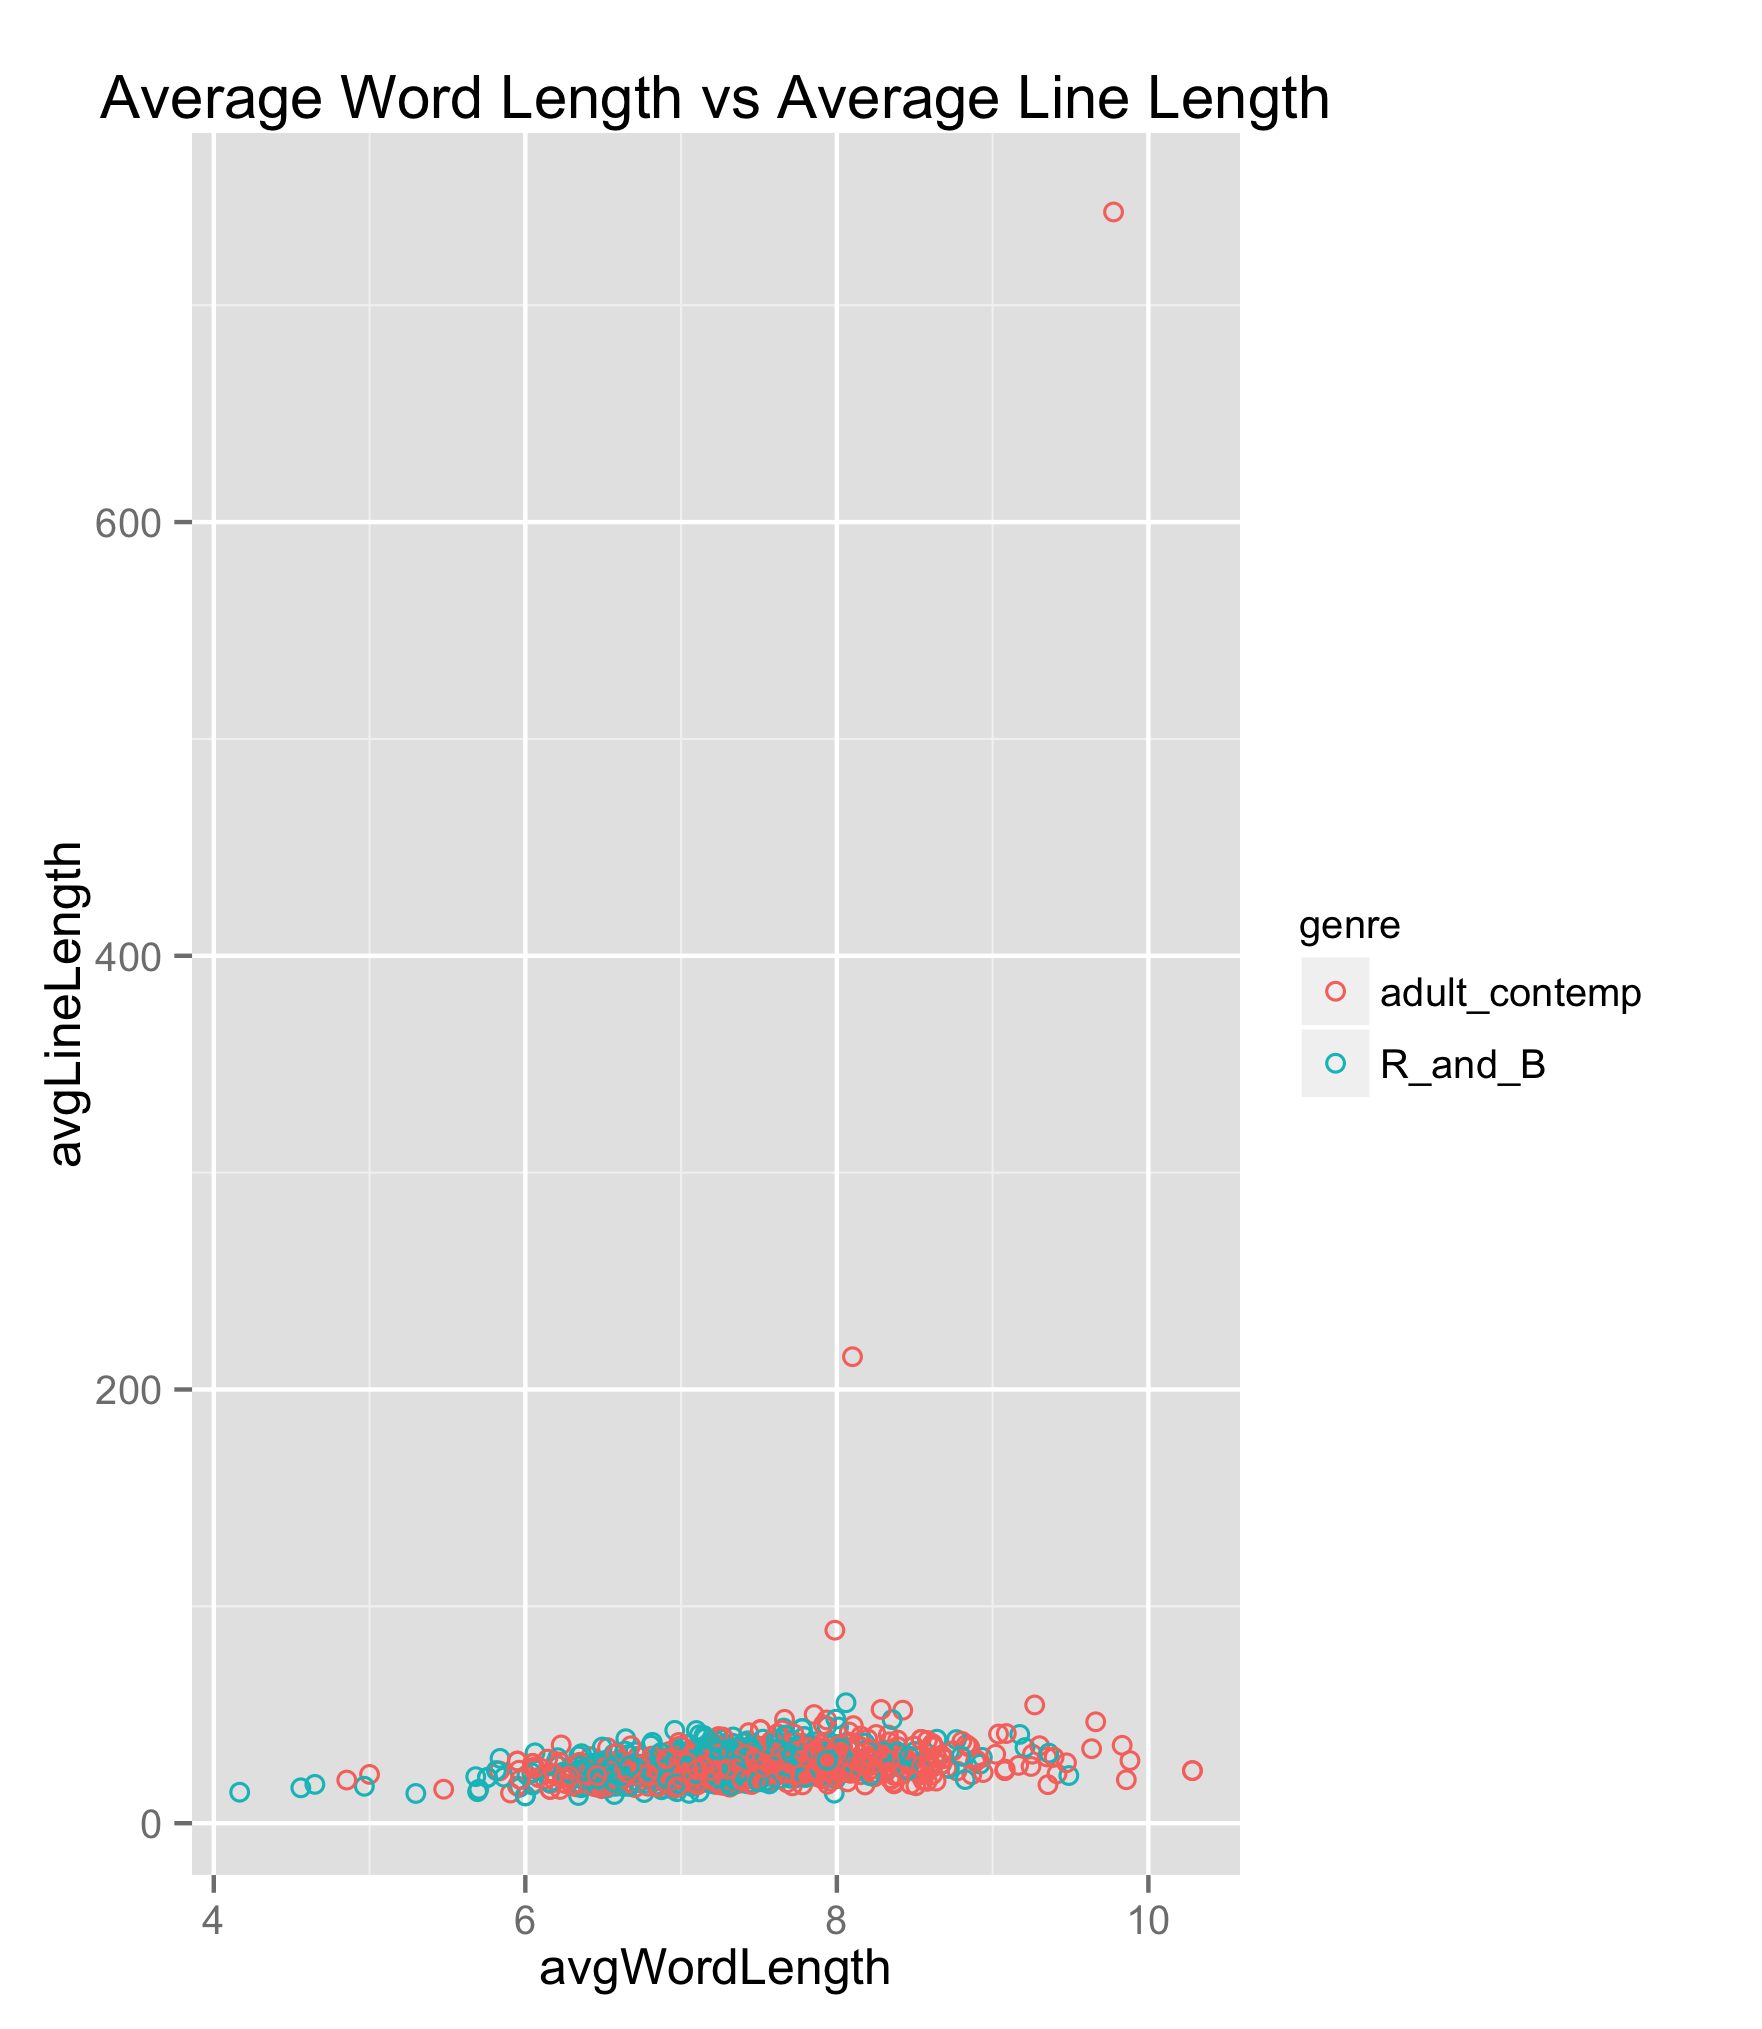 Average Word Length vs Average Line Length
600
400
200
0
avgLineLength
4 6 8 10
avgWordLength
genre
adult_contemp
R_and_B